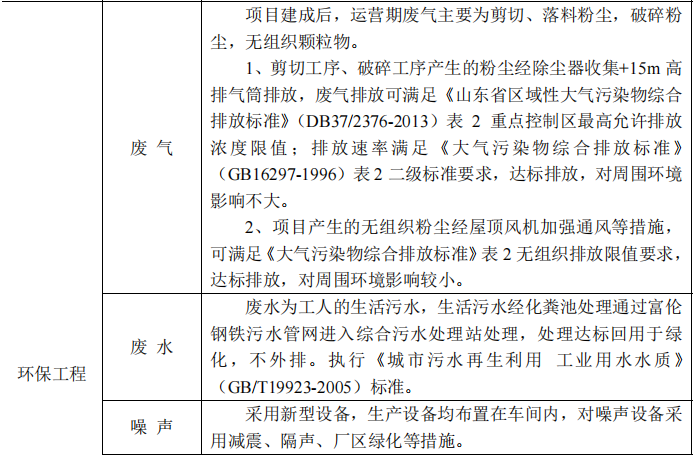 项目建成后，运营期废气主要为剪切、落料粉尘，破碎粉
尘，无组织颗粒物。
1、剪切工序、破碎工序产生的粉尘经除尘器收集+15m 高
排气筒排放，废气排放可满足《山东省区域性大气污染物综合
排放标准》（DB37/2376-2013）表 2 重点控制区最高允许排放
浓度限值；排放速率满足《大气污染物综合排放标准》
（GB16297-1996）表 2 二级标准要求，达标排放，对周围环境
影响不大。
2、项目产生的无组织粉尘经屋顶风机加强通风等措施，
可满足《大气污染物综合排放标准》表 2 无组织排放限值要求，
达标排放，对周围环境影响较小。
废 气
废水为工人的生活污水，生活污水经化粪池处理通过富伦
钢铁污水管网进入综合污水处理站处理，处理达标回用于绿
化，不外排。执行《城市污水再生利用 工业用水水质》
（GB/T19923-2005）标准。
废 水
环保工程
采用新型设备，生产设备均布置在车间内，对噪声设备采
用减震、隔声、厂区绿化等措施。
噪 声